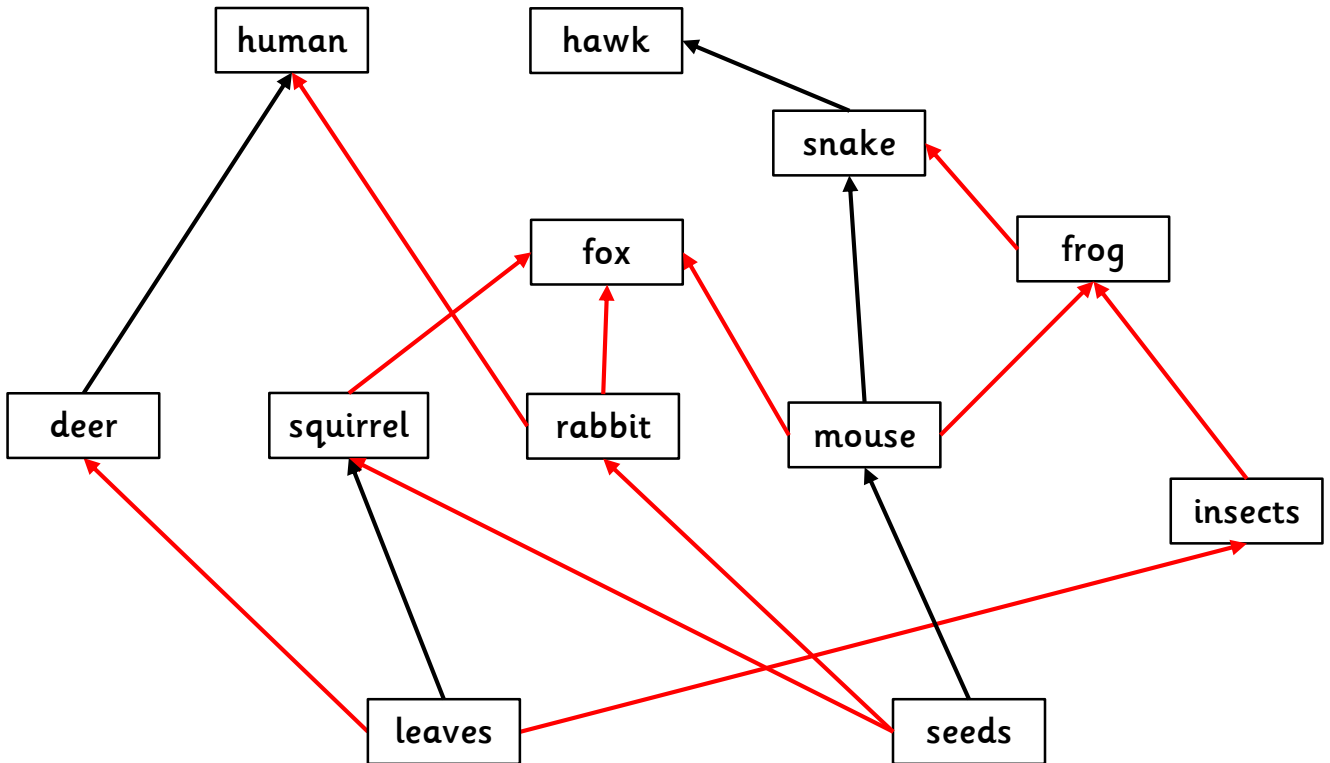 human
hawk
snake
fox
frog
deer
squirrel
rabbit
mouse
insects
leaves
seeds